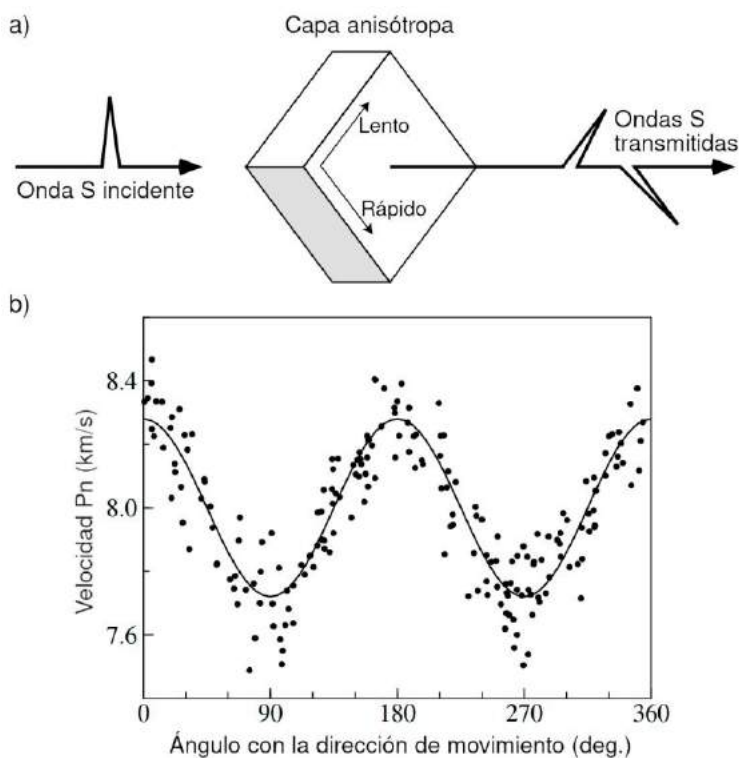 a)
Capa anisótropa
Lento
Rápido
Onda S incidente
Ondas S
transmitidas
b)
Velocidad Pn (km/s)
8.4
8.0
7.6
0
90
180
270
360
Ángulo con la dirección de movimiento (deg.)